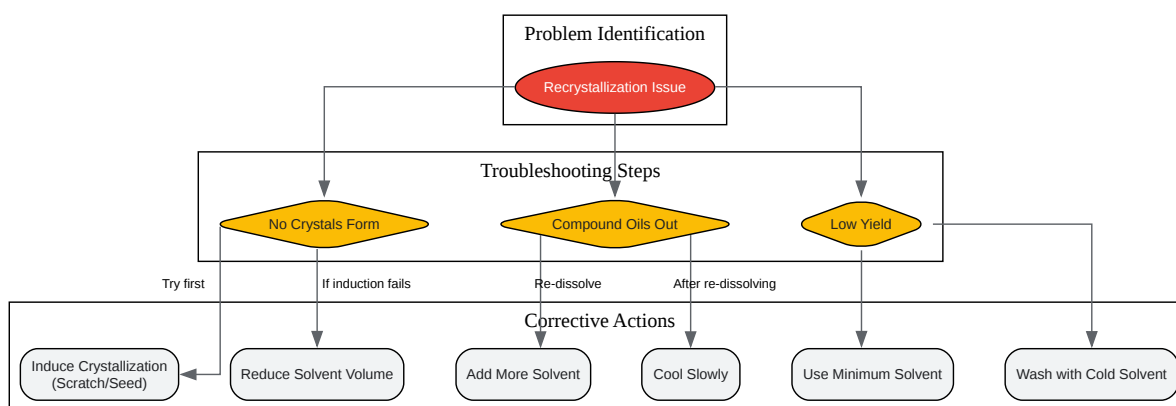 Problem Identification
Recrystallization Issue
Troubleshooting Steps
No Crystals Form
Compound Oils Out
Low Yield
Try first
If induction fails
Re-dissolve
After re-dissolving
Corrective Actions
Induce Crystallization
(Scratch/Seed)
Reduce Solvent Volume
Add More Solvent
Cool Slowly
Use Minimum Solvent
Wash with Cold Solvent